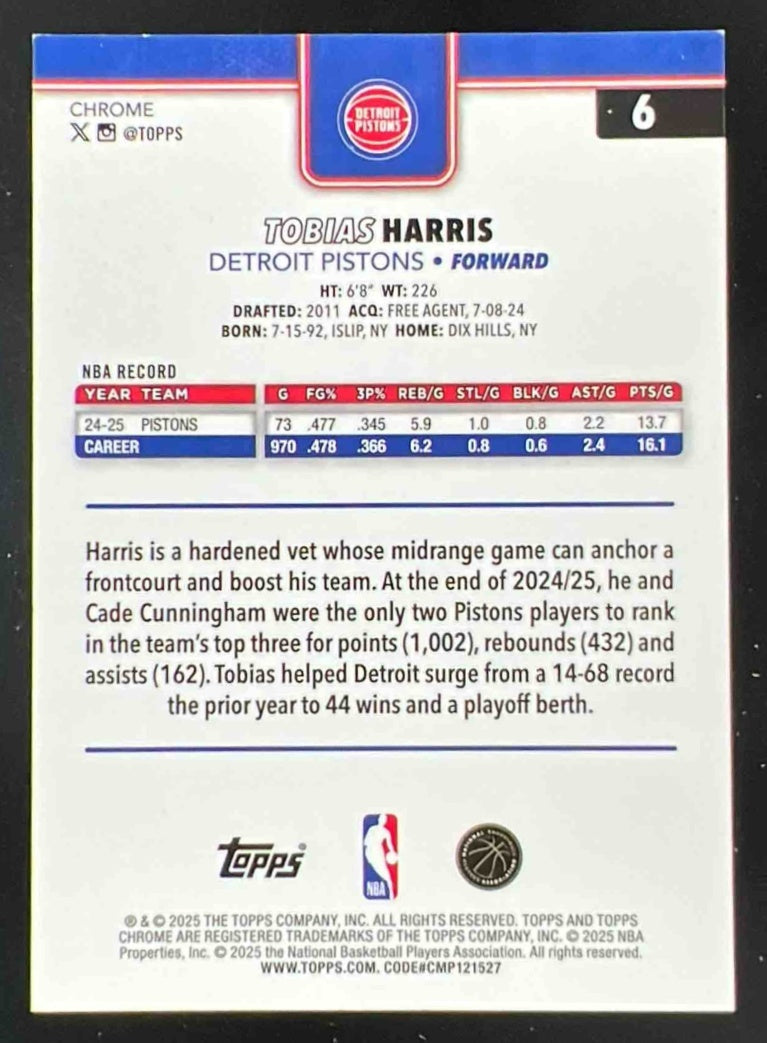 CHROME
6
X @TOPPS
DETROIT
PISTONS
TOBIAS HARRIS
DETROIT PISTONS • FORWARD
HT: 6'8" WT: 226
DRAFTED: 2011 ACQ: FREE AGENT, 7-08-24
BORN: 7-15-92, ISLIP, NY HOME: DIX HILLS, NY
NBA RECORD
YEAR TEAM G FG% 3P% REB/G STL/G BLK/G AST/G PTS/G
24-25 PISTONS 73 .477 .345 5.9 1.0 0.8 2.2 13.7
CAREER 970 .478 .366 6.2 0.8 0.6 2.4 16.1
Harris is a hardened vet whose midrange game can anchor a
frontcourt and boost his team. At the end of 2024/25, he and
Cade Cunningham were the only two Pistons players to rank
in the team's top three for points (1,002), rebounds (432) and
assists (162). Tobias helped Detroit surge from a 14-68 record
the prior year to 44 wins and a playoff berth.
Topps
NBA
® & © 2025 THE TOPPS COMPANY, INC. ALL RIGHTS RESERVED. TOPPS AND TOPPS
CHROME ARE REGISTERED TRADEMARKS OF THE TOPPS COMPANY, INC. © 2025 NBA
Properties, Inc. © 2025 the National Basketball Players Association. All rights reserved.
WWW.TOPPS.COM. CODE#CMP121527